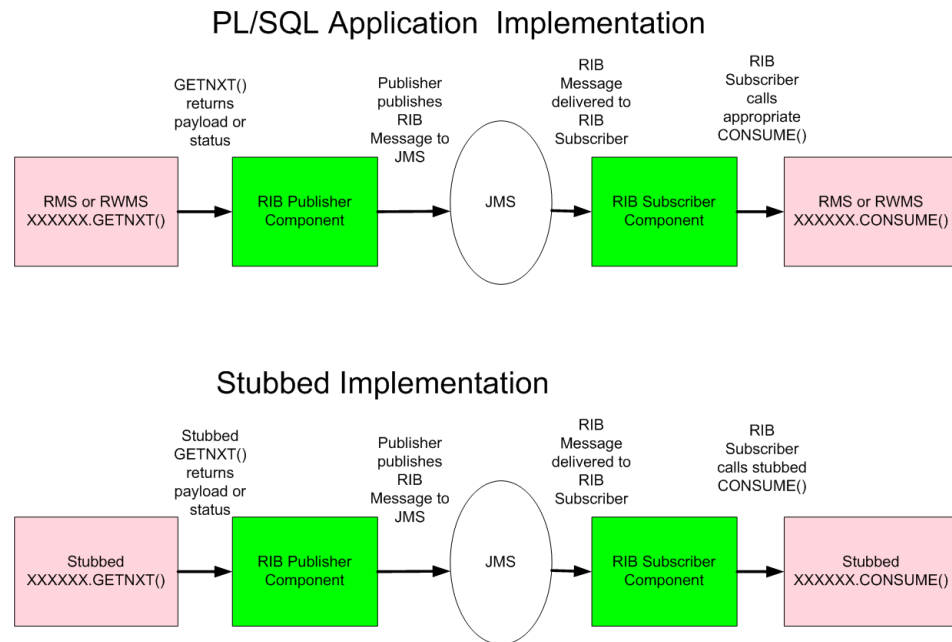 PL/SQL Application Implementation
GETNXT()
returns
payload or
status
Publisher
publishes
RIB
Message to
JMS
RIB
Message
delivered to
RIB
Subscriber
RIB
Subscriber
calls
appropriate
CONSUME()
RMS or RWMS
XXXXXX.GETNXT()
RIB Publisher
Component
JMS
RIB Subscriber
Component
RMS or RWMS
XXXXXX.CONSUME()
Stubbed Implementation
Stubbed
GETNXT()
returns
payload or
status
Publisher
publishes
RIB
Message to
JMS
RIB
Message
delivered to
RIB
Subscriber
RIB
Subscriber
calls stubbed
CONSUME()
Stubbed
XXXXXX.GETNXT()
RIB Publisher
Component
JMS
RIB Subscriber
Component
Stubbed
XXXXXX.CONSUME()